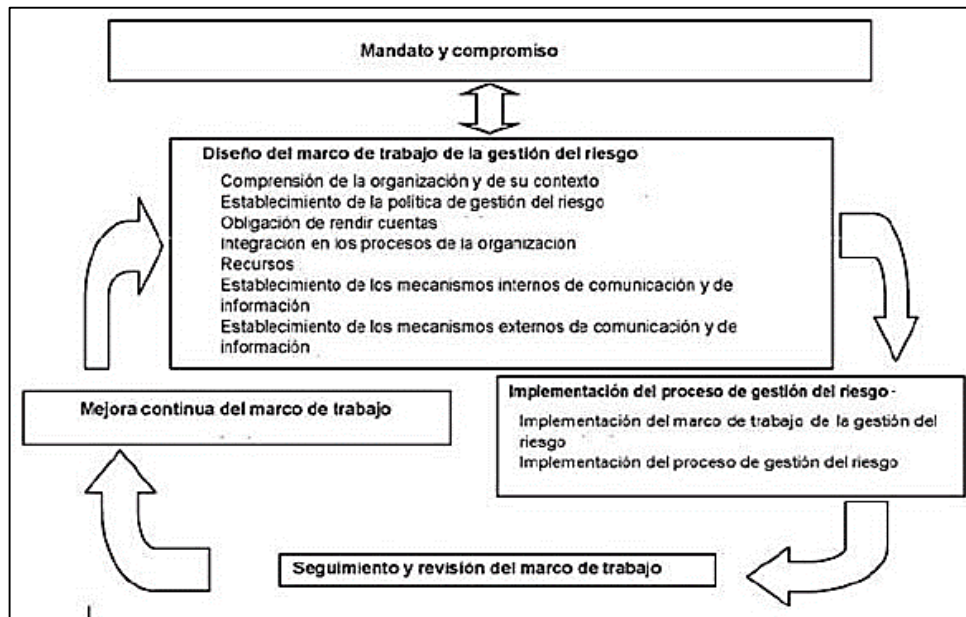 Mandato y compromiso
Diseño del marco de trabajo de la gestión del riesgo
Comprensión de la organización y de su contexto
Establecimiento de la política de gestión del riesgo
Obligación de rendir cuentas
Integración en los procesos de la organización
Recursos
Establecimiento de los mecanismos internos de comunicación y de
información
Establecimiento de los mecanismos externos de comunicación y de
información
Implementación del proceso de gestión del riesgo -
Implementación del marco de trabajo de la gestión del
riesgo
Implementación del proceso de gestión del riesgo
Mejora continua del marco de trabajo
Seguimiento y revisión del marco de trabajo